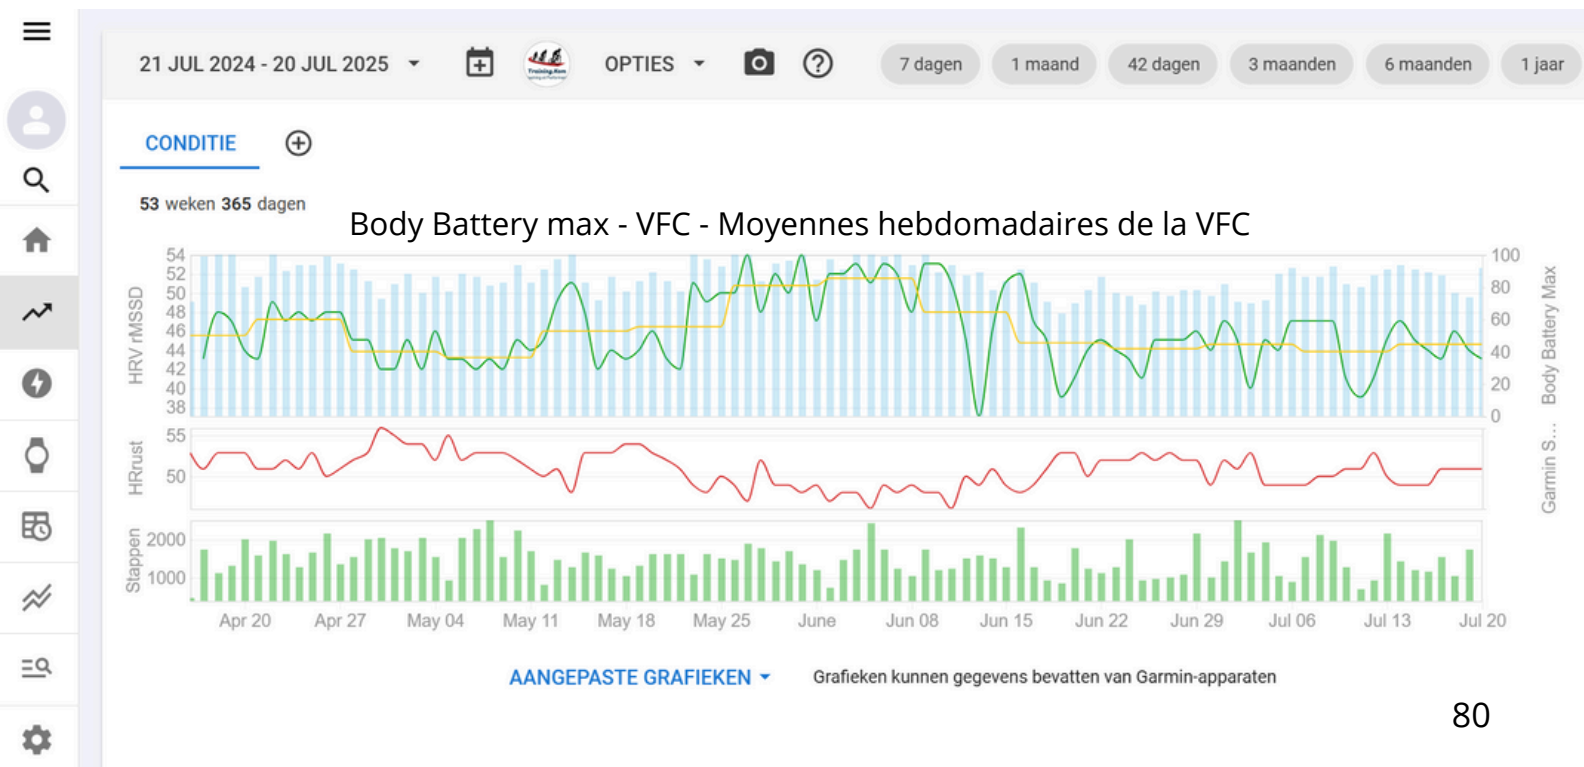 21 JUL 2024 - 20 JUL 2025 OPTIES 7 dagen 1 maand 42 dagen 3 maanden 6 maanden 1 jaar
CONDITIE
53 weken 365 dagen
Body Battery max - VFC - Moyennes hebdomadaires de la VFC
HRV rMSSD
54
52
50
48
46
44
42
40
38
100
80
60
40
20
0
Body Battery Max
HRrust
55
50
Garmin S...
Stappen
2000
1000
Apr 20 Apr 27 May 04 May 11 May 18 May 25 June Jun 08 Jun 15 Jun 22 Jun 29 Jul 06 Jul 13 Jul 20
AANGEPASTE GRAFIEKEN Grafieken kunnen gegevens bevatten van Garmin-apparaten
80